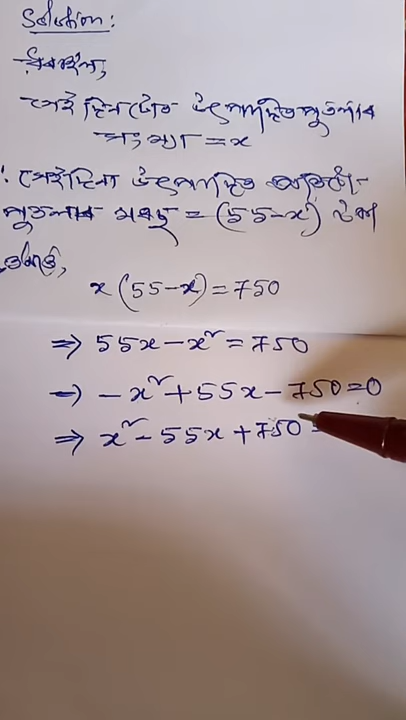 Solution:
ধৰাহ'ল,
সেই দিনটোত উৎপাদিত পুতলাৰ
সংখ্যা = x
∴ সেইদিনা উৎপাদিত প্ৰতিটো
পুতলাৰ মূল্য = (55-x) টকা
x(55-x)=750
⇒ 55x-x²=750
⇒ -x²+55x-750=0
⇒ x²-55x+750=